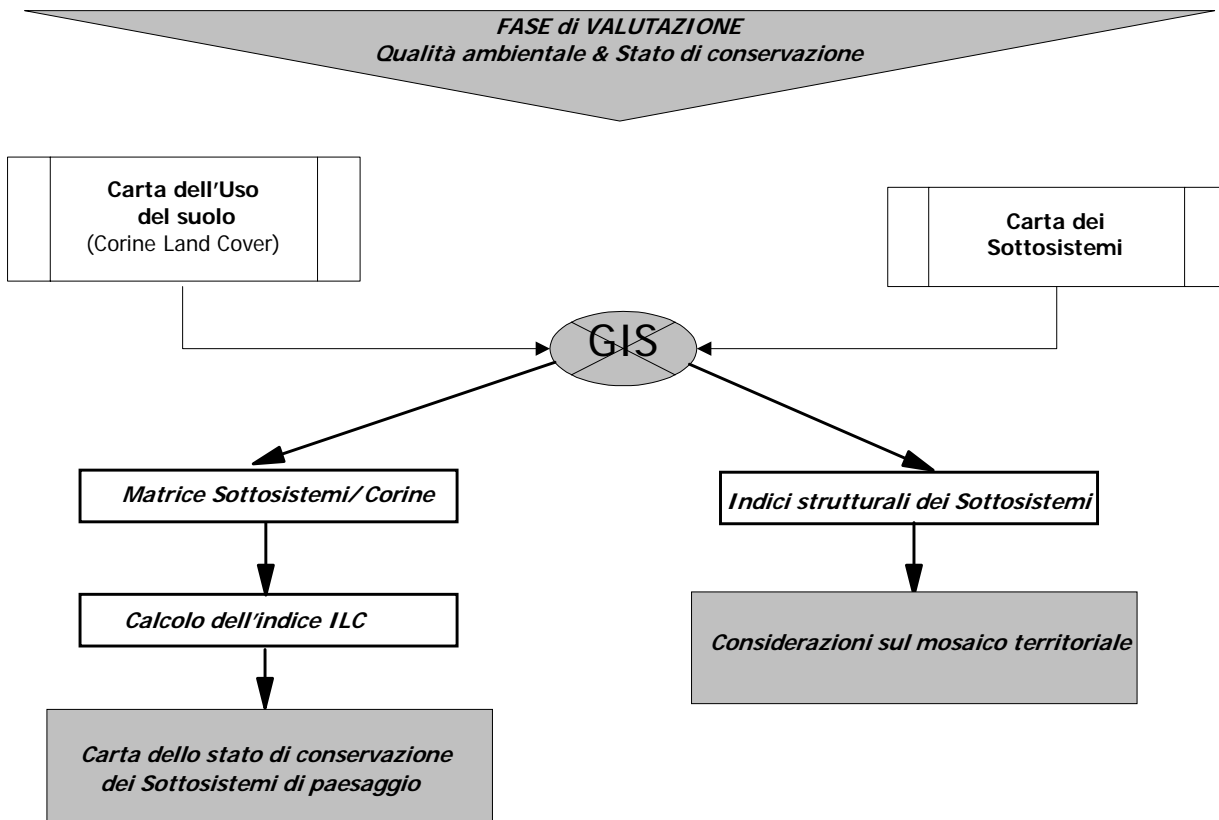 FASE di VALUTAZIONE
Qualità ambientale & Stato di conservazione
Carta dell'Uso
del suolo
(Corine Land Cover)
Carta dei
Sottosistemi
GIS
Matrice Sottosistemi/Corine
Indici strutturali dei Sottosistemi
Calcolo dell'indice ILC
Considerazioni sul mosaico territoriale
Carta dello stato di conservazione
dei Sottosistemi di paesaggio